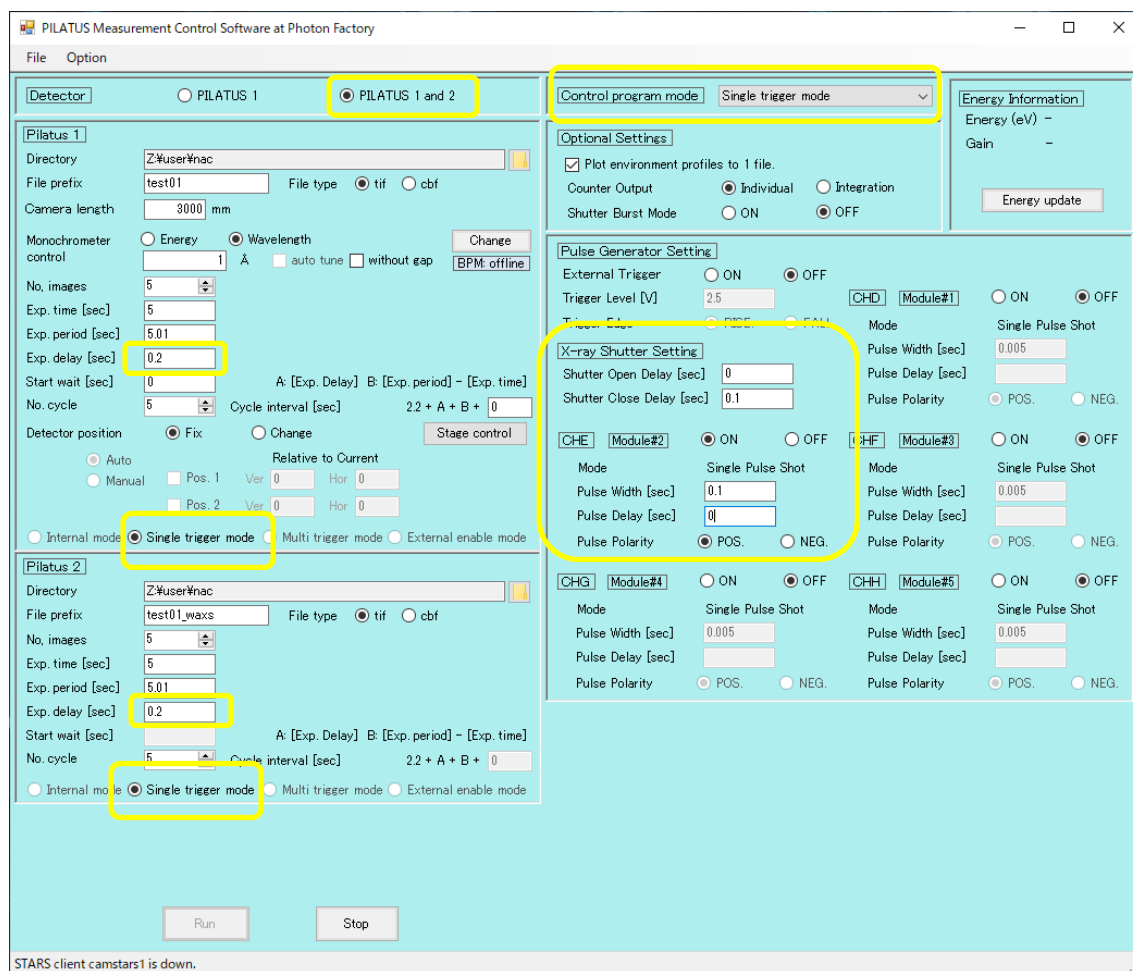 PILATUS Measurement Control Software at Photon Factory
File Option
Detector PILATUS 1 PILATUS 1 and 2
Pilatus 1
Directory Z:¥user¥nac
File prefix test01 File type tif cbf
Camera length 3000 mm
Monochrometer control Energy Wavelength Change
1 Å auto tune without gap BPM: offline
No, images 5
Exp. time [sec] 5
Exp. period [sec] 5.01
Exp. delay [sec] 0.2
Start wait [sec] 0 A: [Exp. Delay] B: [Exp. period] - [Exp. time]
No. cycle 5 Cycle interval [sec] 2.2 + A + B + 0
Detector position Fix Change Stage control
Auto Relative to Current
Manual Pos. 1 Ver 0 Hor 0
Pos. 2 Ver 0 Hor 0
Internal mode Single trigger mode Multi trigger mode External enable mode
Pilatus 2
Directory Z:¥user¥nac
File prefix test01_waxs File type tif cbf
No, images 5
Exp. time [sec] 5
Exp. period [sec] 5.01
Exp. delay [sec] 0.2
Start wait [sec] A: [Exp. Delay] B: [Exp. period] - [Exp. time]
No. cycle 5 Cycle interval [sec] 2.2 + A + B + 0
Internal mode Single trigger mode Multi trigger mode External enable mode
Run Stop
Control program mode Single trigger mode
Optional Settings
Plot environment profiles to 1 file.
Counter Output Individual Integration
Shutter Burst Mode ON OFF
Energy Information
Energy (eV) -
Gain -
Energy update
Pulse Generator Setting
External Trigger ON OFF
Trigger Level [V] 2.5
Trigger Edge RISE. FALL
X-ray Shutter Setting
Shutter Open Delay [sec] 0
Shutter Close Delay [sec] 0.1
CHD Module#1 ON OFF
Mode Single Pulse Shot
Pulse Width [sec] 0.005
Pulse Delay [sec]
Pulse Polarity POS. NEG.
CHE Module#2 ON OFF
Mode Single Pulse Shot
Pulse Width [sec] 0.1
Pulse Delay [sec] 0
Pulse Polarity POS. NEG.
CHF Module#3 ON OFF
Mode Single Pulse Shot
Pulse Width [sec] 0.005
Pulse Delay [sec]
Pulse Polarity POS. NEG.
CHG Module#4 ON OFF
Mode Single Pulse Shot
Pulse Width [sec] 0.005
Pulse Delay [sec]
Pulse Polarity POS. NEG.
CHH Module#5 ON OFF
Mode Single Pulse Shot
Pulse Width [sec] 0.005
Pulse Delay [sec]
Pulse Polarity POS. NEG.
STARS client camstars1 is down.